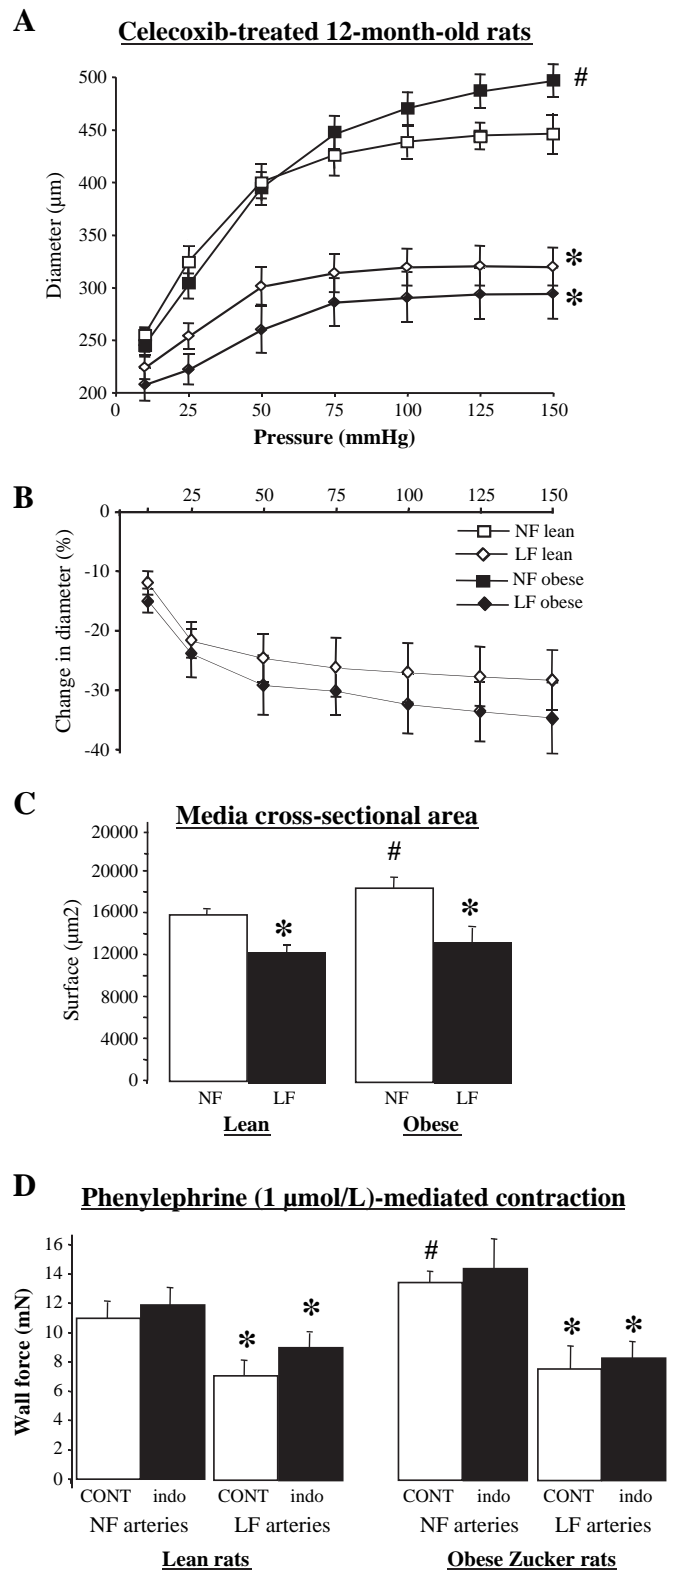 A
Celecoxib-treated 12-month-old rats
500
450
400
350
300
250
200
Diameter (µm)
#
*
*
0 25 50 75 100 125 150
Pressure (mmHg)
B
25 50 75 100 125 150
0
-10
-20
-30
-40
Change in diameter (%)
NF lean
LF lean
NF obese
LF obese
C
Media cross-sectional area
20000
20000
16000
12000
8000
4000
0
Surface (µm2)
*
#
*
NF LF NF LF
Lean Obese
D
Phenylephrine (1 µmol/L)-mediated contraction
16
14
12
10
8
6
4
2
0
Wall force (mN)
*
*
#
*
*
CONT indo CONT indo CONT indo CONT indo
NF arteries LF arteries NF arteries LF arteries
Lean rats Obese Zucker rats